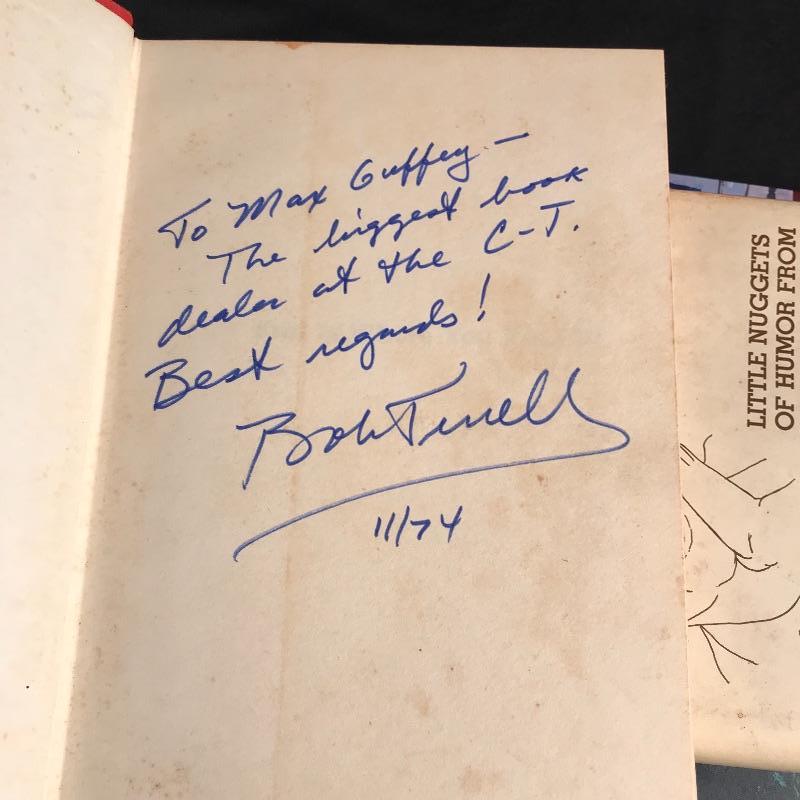 To Max Guffey —
The biggest book
dealer at the C-T.
Best regards!
Bob Terrell
11/74
LITTLE NUGGETS
OF HUMOR FROM